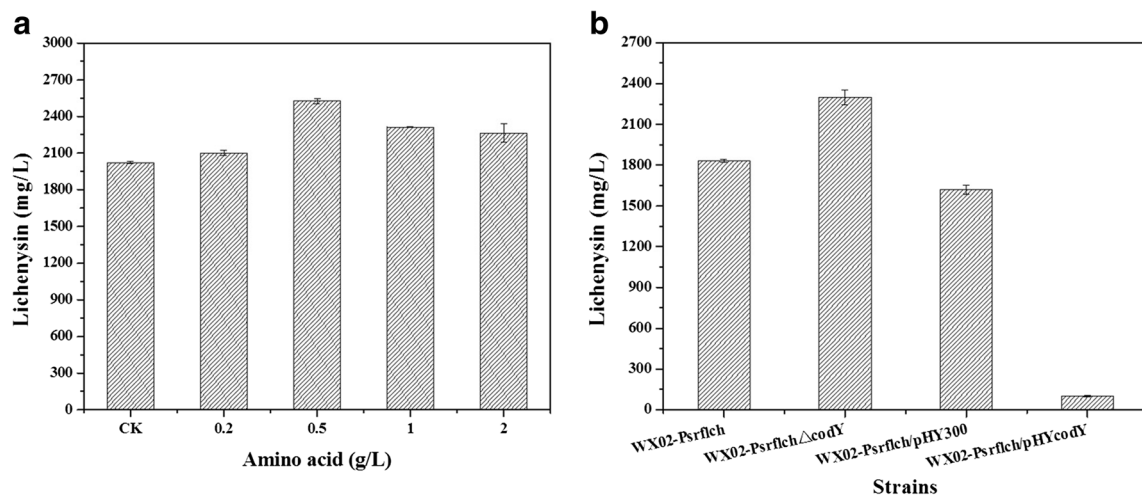 a
3000
2700
2400
2100
1800
1500
1200
900
600
300
0
Lichenysin (mg/L)
CK 0.2 0.5 1 2
Amino acid (g/L)
b
2700
2400
2100
1800
1500
1200
900
600
300
0
Lichenysin (mg/L)
WX02-Psrflch
WX02-Psrflch△codY
WX02-Psrflch/pHY300
WX02-Psrflch/pHYcodY
Strains